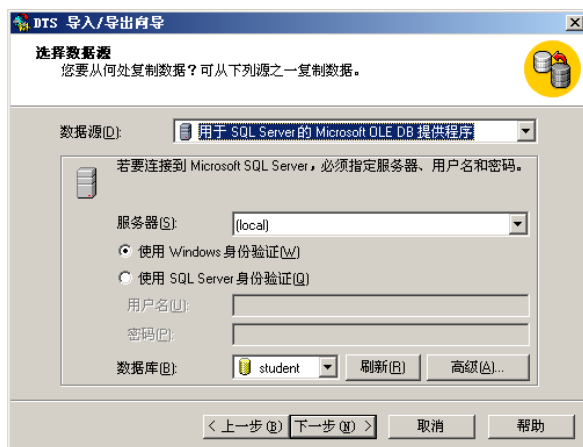 DTS 导入/导出向导
选择数据源
您要从何处复制数据？可从下列源之一复制数据。
数据源(D): 用于 SQL Server的 Microsoft OLE DB 提供程序
若要连接到 Microsoft SQL Server，必须指定服务器、用户名和密码。
服务器(S): (local)
使用 Windows 身份验证(W)
使用 SQL Server 身份验证(Q)
用户名(U):
密码(P):
数据库(B): student 刷新(R) 高级(A)...
< 上一步(B) 下一步(N) > 取消 帮助